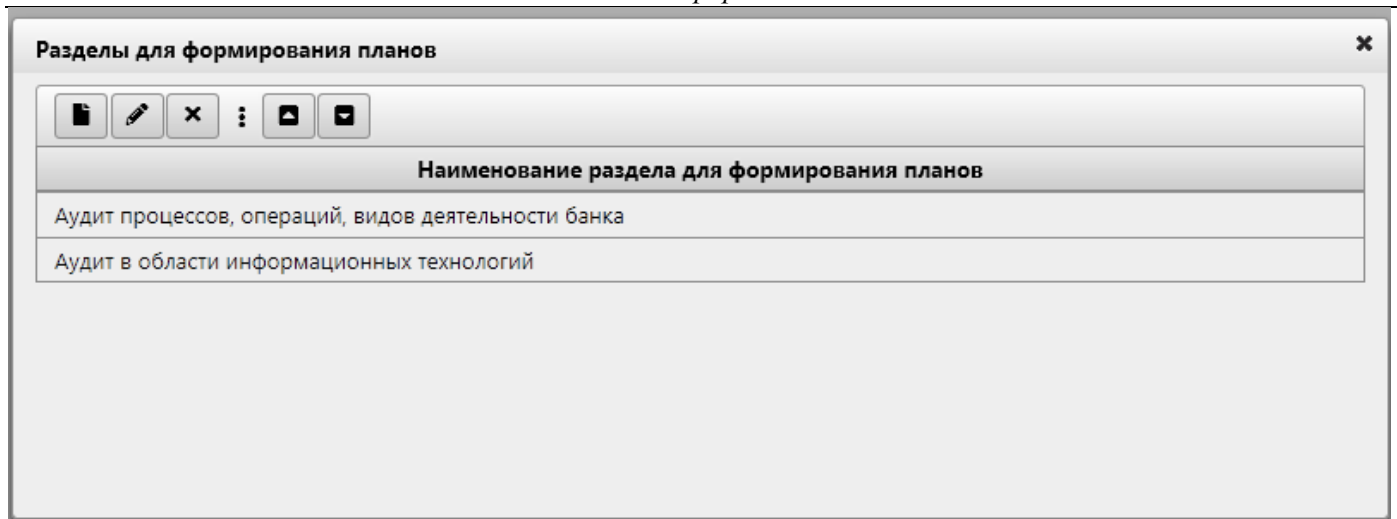 Разделы для формирования планов
Наименование раздела для формирования планов
Аудит процессов, операций, видов деятельности банка
Аудит в области информационных технологий